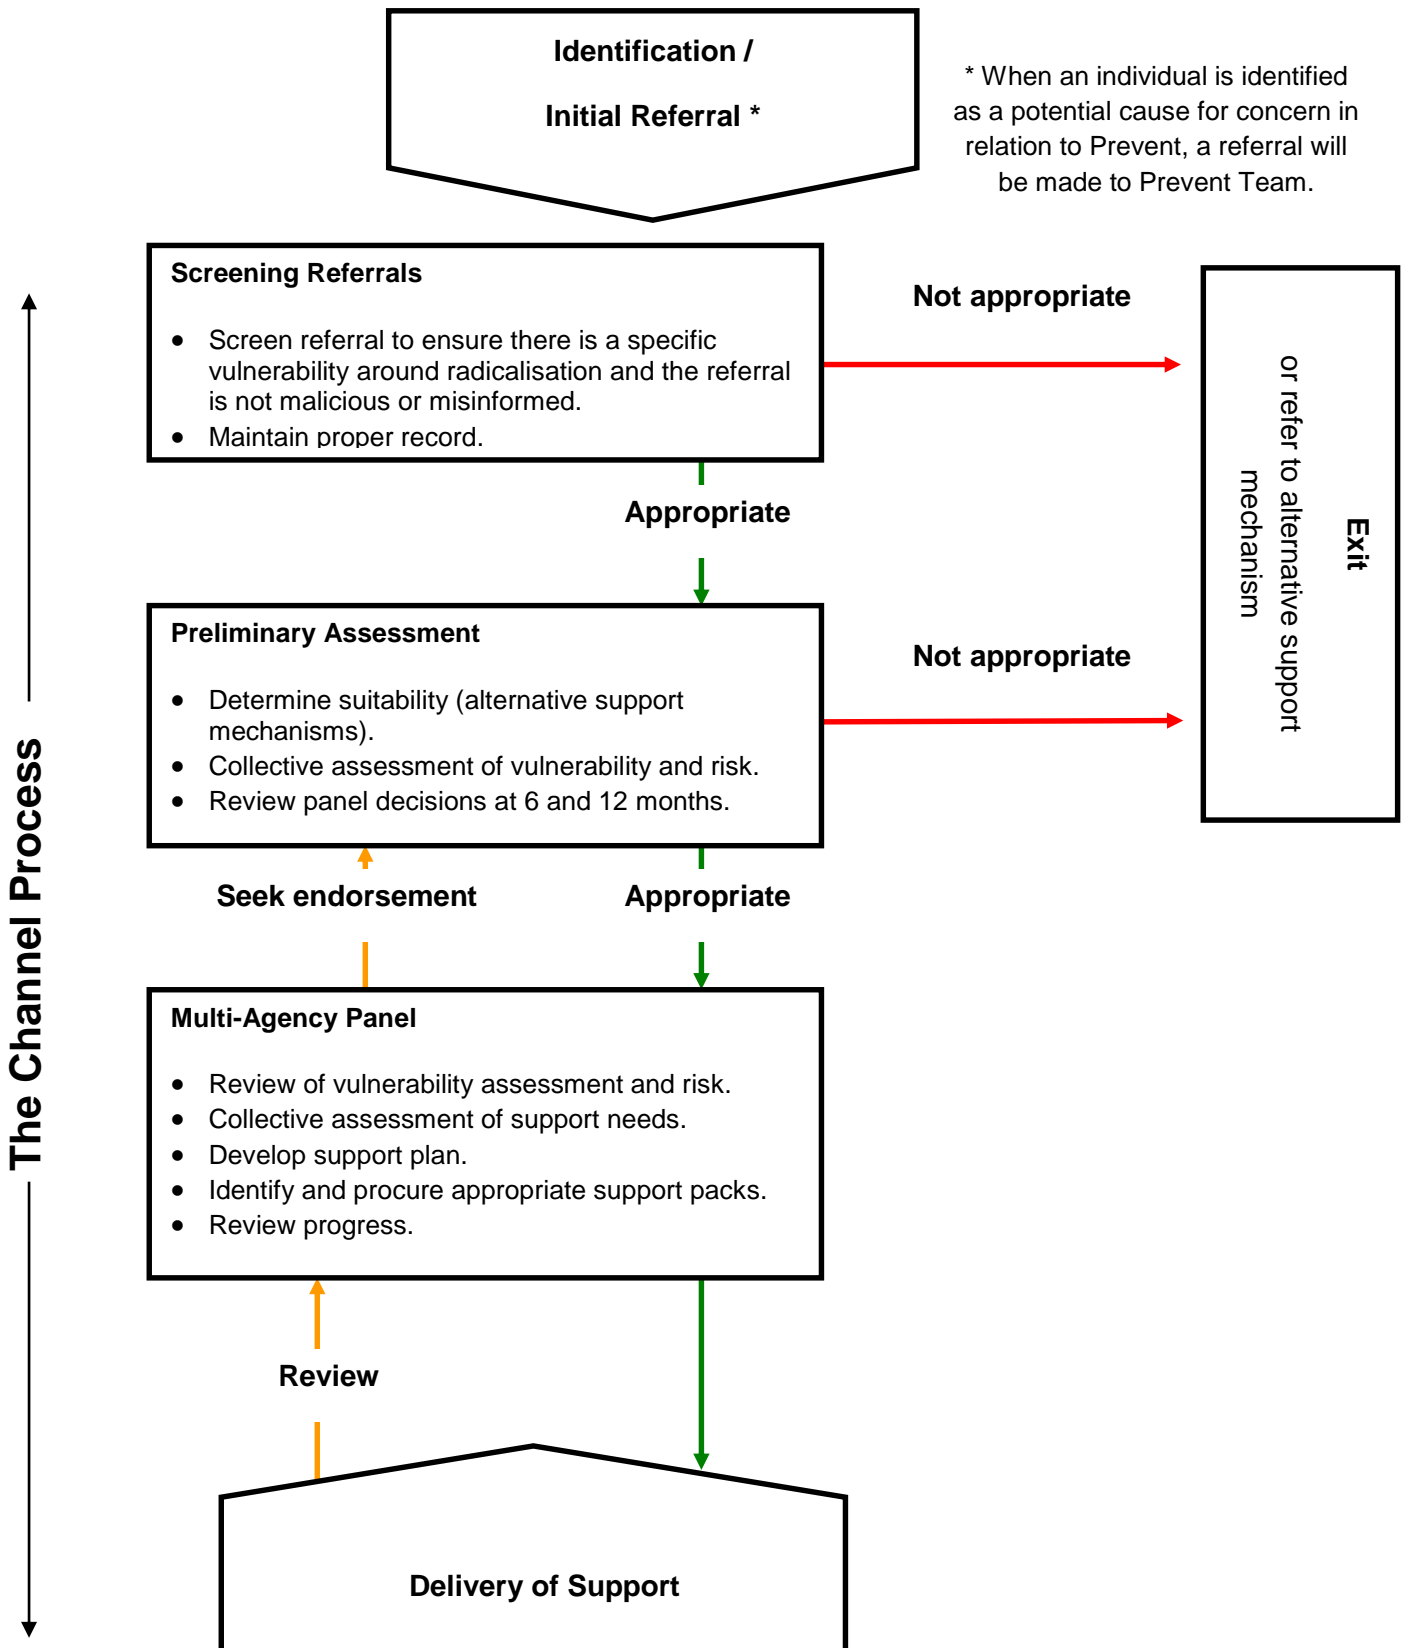 Identification /
Initial Referral *
* When an individual is identified
as a potential cause for concern in
relation to Prevent, a referral will
be made to Prevent Team.
Screening Referrals
• Screen referral to ensure there is a specific
vulnerability around radicalisation and the referral
is not malicious or misinformed.
• Maintain proper record.
Not appropriate
Exit
or refer to alternative support
mechanism
Appropriate
Preliminary Assessment
• Determine suitability (alternative support
mechanisms).
• Collective assessment of vulnerability and risk.
• Review panel decisions at 6 and 12 months.
Not appropriate
The Channel Process
Seek endorsement
Appropriate
Multi-Agency Panel
• Review of vulnerability assessment and risk.
• Collective assessment of support needs.
• Develop support plan.
• Identify and procure appropriate support packs.
• Review progress.
Review
Delivery of Support